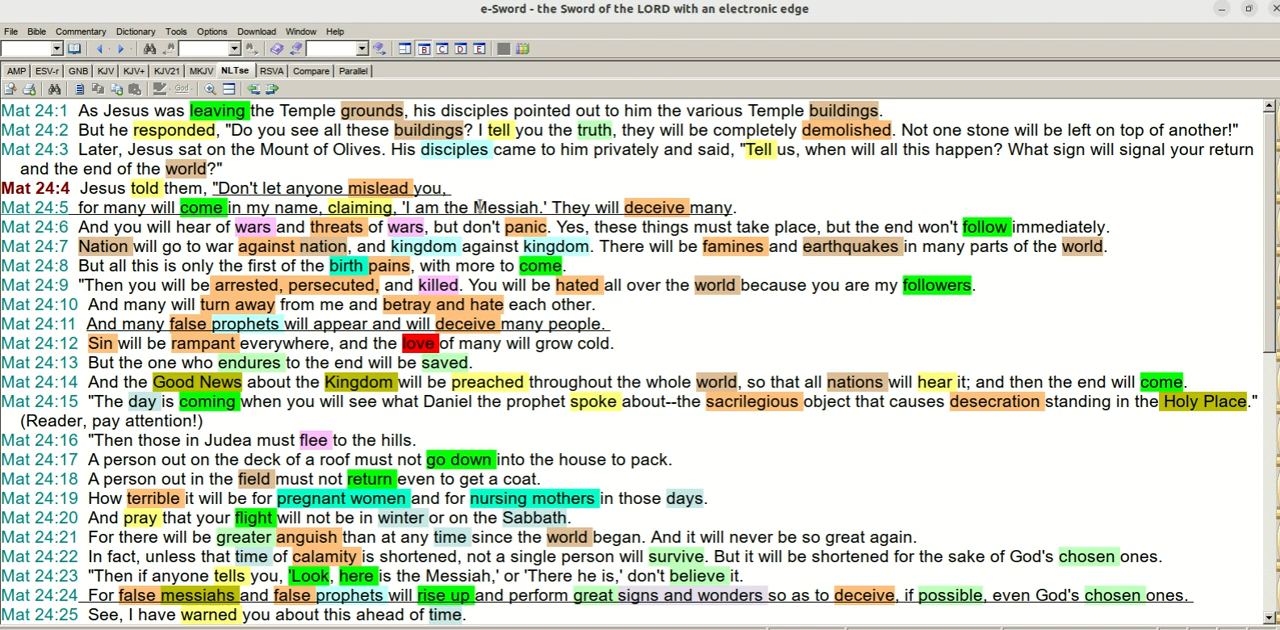 e-Sword - the Sword of the LORD with an electronic edge
File Bible Commentary Dictionary Tools Options Download Window Help
B C D E
AMP ESV-r GNB KJV KJV+ KJV21 MKJV NLTse RSVA Compare Parallel
God
Mat 24:1 As Jesus was leaving the Temple grounds, his disciples pointed out to him the various Temple buildings.
Mat 24:2 But he responded, "Do you see all these buildings? I tell you the truth, they will be completely demolished. Not one stone will be left on top of another!"
Mat 24:3 Later, Jesus sat on the Mount of Olives. His disciples came to him privately and said, "Tell us, when will all this happen? What sign will signal your return
and the end of the world?"
Mat 24:4 Jesus told them, "Don't let anyone mislead you,
Mat 24:5 for many will come in my name, claiming, 'I am the Messiah.' They will deceive many.
Mat 24:6 And you will hear of wars and threats of wars, but don't panic. Yes, these things must take place, but the end won't follow immediately.
Mat 24:7 Nation will go to war against nation, and kingdom against kingdom. There will be famines and earthquakes in many parts of the world.
Mat 24:8 But all this is only the first of the birth pains, with more to come.
Mat 24:9 "Then you will be arrested, persecuted, and killed. You will be hated all over the world because you are my followers.
Mat 24:10 And many will turn away from me and betray and hate each other.
Mat 24:11 And many false prophets will appear and will deceive many people.
Mat 24:12 Sin will be rampant everywhere, and the love of many will grow cold.
Mat 24:13 But the one who endures to the end will be saved.
Mat 24:14 And the Good News about the Kingdom will be preached throughout the whole world, so that all nations will hear it; and then the end will come.
Mat 24:15 "The day is coming when you will see what Daniel the prophet spoke about--the sacrilegious object that causes desecration standing in the Holy Place."
(Reader, pay attention!)
Mat 24:16 "Then those in Judea must flee to the hills.
Mat 24:17 A person out on the deck of a roof must not go down into the house to pack.
Mat 24:18 A person out in the field must not return even to get a coat.
Mat 24:19 How terrible it will be for pregnant women and for nursing mothers in those days.
Mat 24:20 And pray that your flight will not be in winter or on the Sabbath.
Mat 24:21 For there will be greater anguish than at any time since the world began. And it will never be so great again.
Mat 24:22 In fact, unless that time of calamity is shortened, not a single person will survive. But it will be shortened for the sake of God's chosen ones.
Mat 24:23 "Then if anyone tells you, 'Look, here is the Messiah,' or 'There he is,' don't believe it.
Mat 24:24 For false messiahs and false prophets will rise up and perform great signs and wonders so as to deceive, if possible, even God's chosen ones.
Mat 24:25 See, I have warned you about this ahead of time.